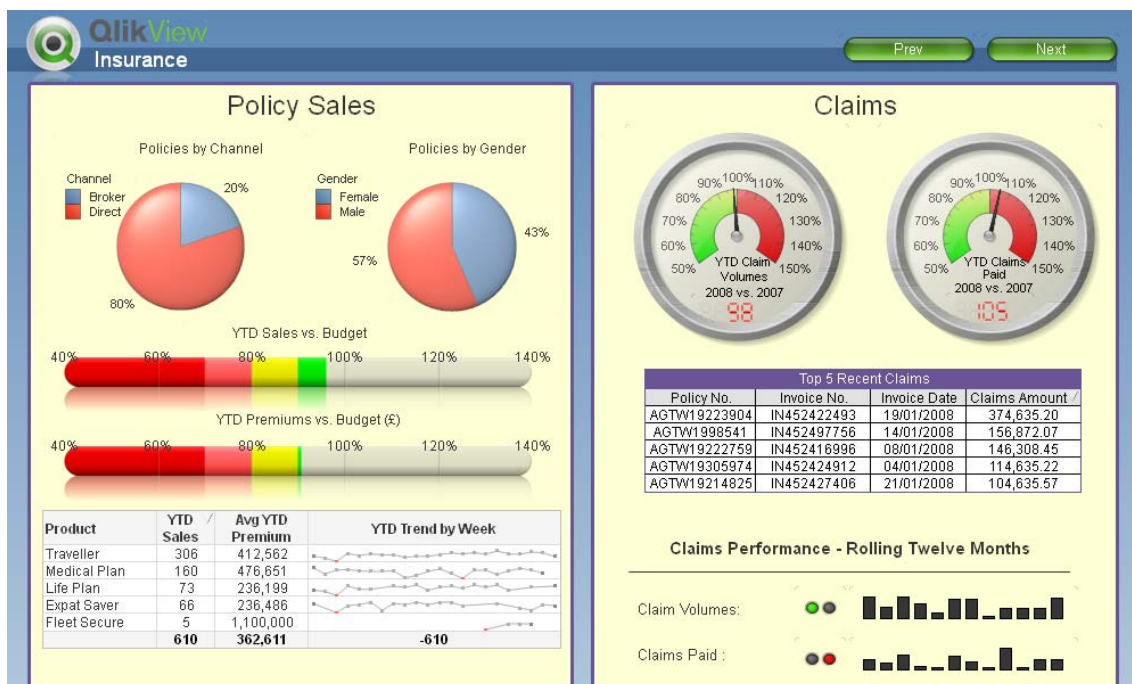 QlikView
Insurance
Prev
Next
Policy Sales
Policies by Channel
Channel
Broker
Direct
20%
80%
Policies by Gender
Gender
Female
Male
43%
57%
YTD Sales vs. Budget
40% 60% 80% 100% 120% 140%
YTD Premiums vs. Budget (£)
40% 60% 80% 100% 120% 140%
Product YTD Sales / Avg YTD Premium YTD Trend by Week
Traveller 306 412,562
Medical Plan 160 476,651
Life Plan 73 236,199
Expat Saver 66 236,486
Fleet Secure 5 1,100,000
610 362,611 -610
Claims
50% 60% 70% 80% 90% 100% 110% 120% 130% 140% 150%
YTD Claim
Volumes
2008 vs. 2007
98
50% 60% 70% 80% 90% 100% 110% 120% 130% 140% 150%
YTD Claims
Paid
2008 vs. 2007
105
Top 5 Recent Claims
Policy No. Invoice No. Invoice Date Claims Amount /
AGTW19223904 IN452422493 19/01/2008 374,635.20
AGTW1998541 IN452497756 14/01/2008 156,872.07
AGTW19222759 IN452416996 08/01/2008 146,308.45
AGTW19305974 IN452424912 04/01/2008 114,635.22
AGTW19214825 IN452427406 21/01/2008 104,635.57
Claims Performance - Rolling Twelve Months
Claim Volumes:
Claims Paid :